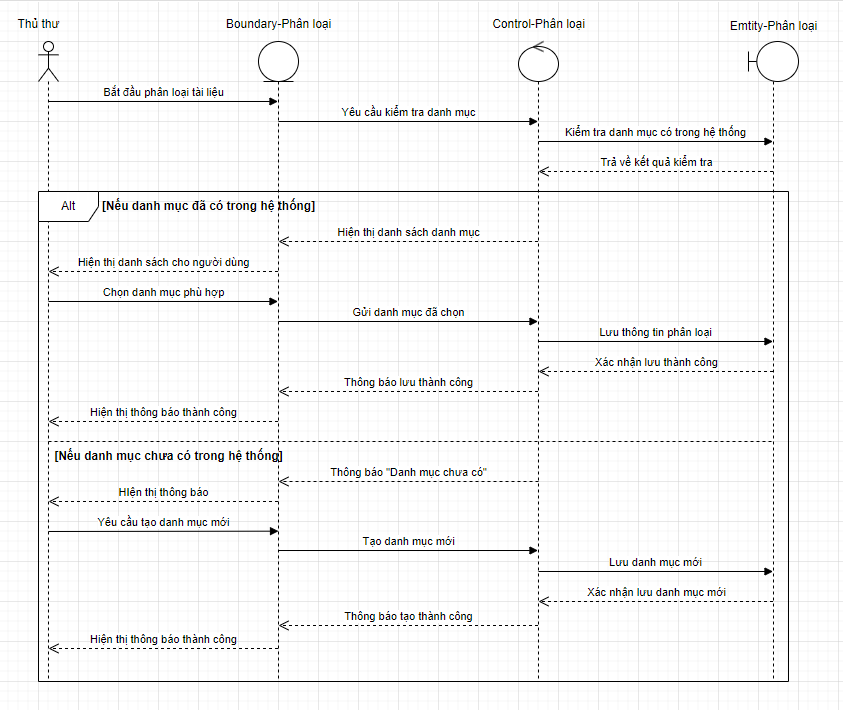 Thủ thư
Boundary-Phân loại
Control-Phân loại
Emtity-Phân loại
Bắt đầu phân loại tài liệu
Yêu cầu kiểm tra danh mục
Kiểm tra danh mục có trong hệ thống
Trả về kết quả kiểm tra
Alt
[Nếu danh mục đã có trong hệ thống]
Hiện thị danh sách danh mục
Hiện thị danh sách cho người dùng
Chọn danh mục phù hợp
Gửi danh mục đã chọn
Lưu thông tin phân loại
Xác nhận lưu thành công
Thông báo lưu thành công
Hiện thị thông báo thành công
[Nếu danh mục chưa có trong hệ thống]
Thông báo "Danh mục chưa có"
HIện thị thông báo
Yêu cầu tạo danh mục mới
Tạo danh mục mới
Lưu danh mục mới
Xác nhận lưu danh mục mới
Thông báo tạo thành công
Hiện thị thông báo thành công